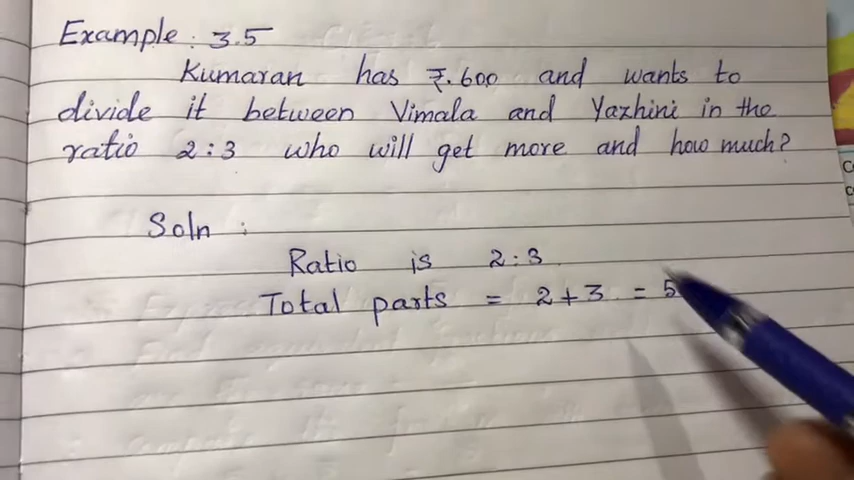 Example : 3.5
Kumaran has ₹.600 and wants to
divide it between Vimala and Yazhini in the
ratio 2:3 who will get more and how much?
Soln :
Ratio is 2:3
Total parts = 2+3 = 5